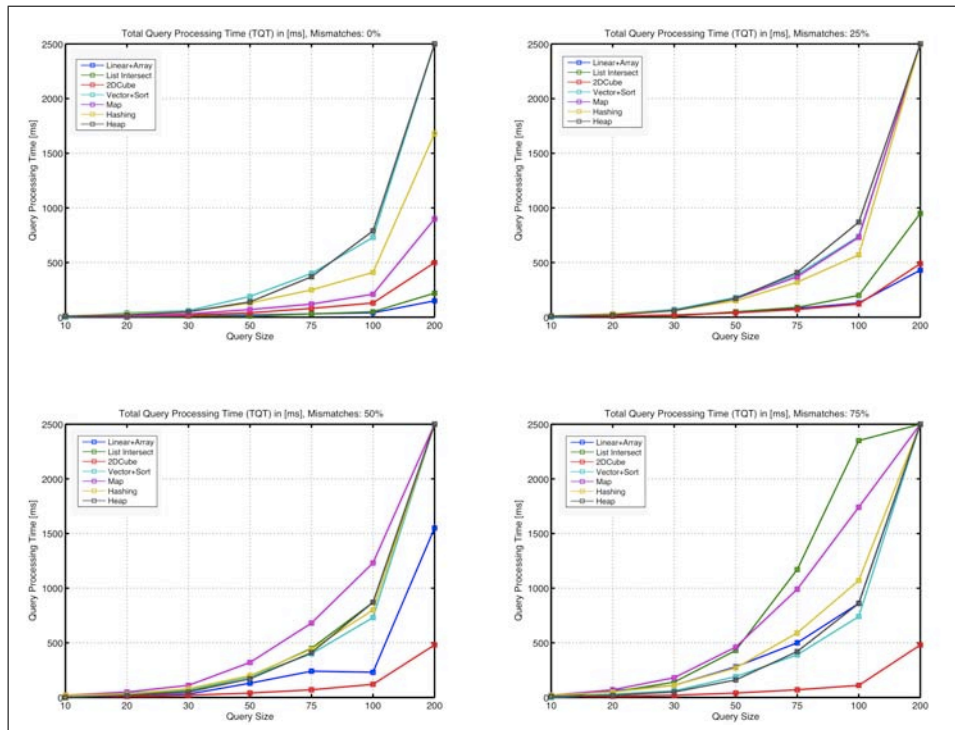 Total Query Processing Time (TQT) in [ms], Mismatches: 0%
2500
2000
1500
1000
500
0
Query Processing Time [ms]
Linear+Array
List Intersect
2DCube
Vector+Sort
Map
Hashing
Heap
10 20 30 50 75 100 200
Query Size
Total Query Processing Time (TQT) in [ms], Mismatches: 25%
2500
2000
1500
1000
500
0
Query Processing Time [ms]
Linear+Array
List Intersect
2DCube
Vector+Sort
Map
Hashing
Heap
10 20 30 50 75 100 200
Query Size
Total Query Processing Time (TQT) in [ms], Mismatches: 50%
2500
2000
1500
1000
500
0
Query Processing Time [ms]
Linear+Array
List Intersect
2DCube
Vector+Sort
Map
Hashing
Heap
10 20 30 50 75 100 200
Query Size
Total Query Processing Time (TQT) in [ms], Mismatches: 75%
2500
2000
1500
1000
500
0
Query Processing Time [ms]
Linear+Array
List Intersect
2DCube
Vector+Sort
Map
Hashing
Heap
10 20 30 50 75 100 200
Query Size